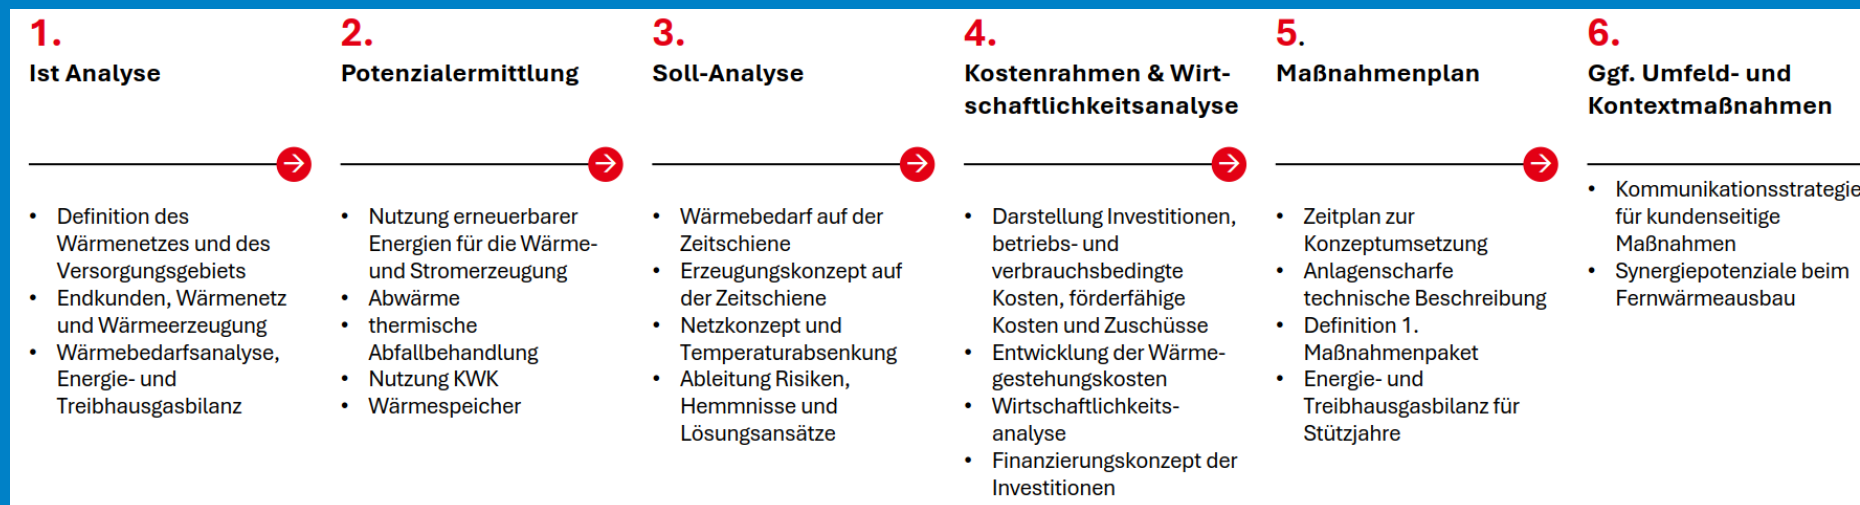 1.
Ist Analyse
• Definition des
Wärmenetzes und des
Versorgungsgebiets
• Endkunden, Wärmenetz
und Wärmeerzeugung
• Wärmebedarfsanalyse,
Energie- und
Treibhausgasbilanz
2.
Potenzialermittlung
• Nutzung erneuerbarer
Energien für die Wärme-
und Stromerzeugung
• Abwärme
• thermische
Abfallbehandlung
• Nutzung KWK
• Wärmespeicher
3.
Soll-Analyse
• Wärmebedarf auf der
Zeitschiene
• Erzeugungskonzept auf
der Zeitschiene
• Netzkonzept und
Temperaturabsenkung
• Ableitung Risiken,
Hemmnisse und
Lösungsansätze
4.
Kostenrahmen & Wirt-
schaftlichkeitsanalyse
• Darstellung Investitionen,
betriebs- und
verbrauchsbedingte
Kosten, förderfähige
Kosten und Zuschüsse
• Entwicklung der Wärme-
gestehungskosten
• Wirtschaftlichkeits-
analyse
• Finanzierungskonzept der
Investitionen
5.
Maßnahmenplan
• Zeitplan zur
Konzeptumsetzung
• Anlagenscharfe
technische Beschreibung
• Definition 1.
Maßnahmenpaket
• Energie- und
Treibhausgasbilanz für
Stützjahre
6.
Ggf. Umfeld- und
Kontextmaßnahmen
• Kommunikationsstrategie
für kundenseitige
Maßnahmen
• Synergiepotenziale beim
Fernwärmeausbau